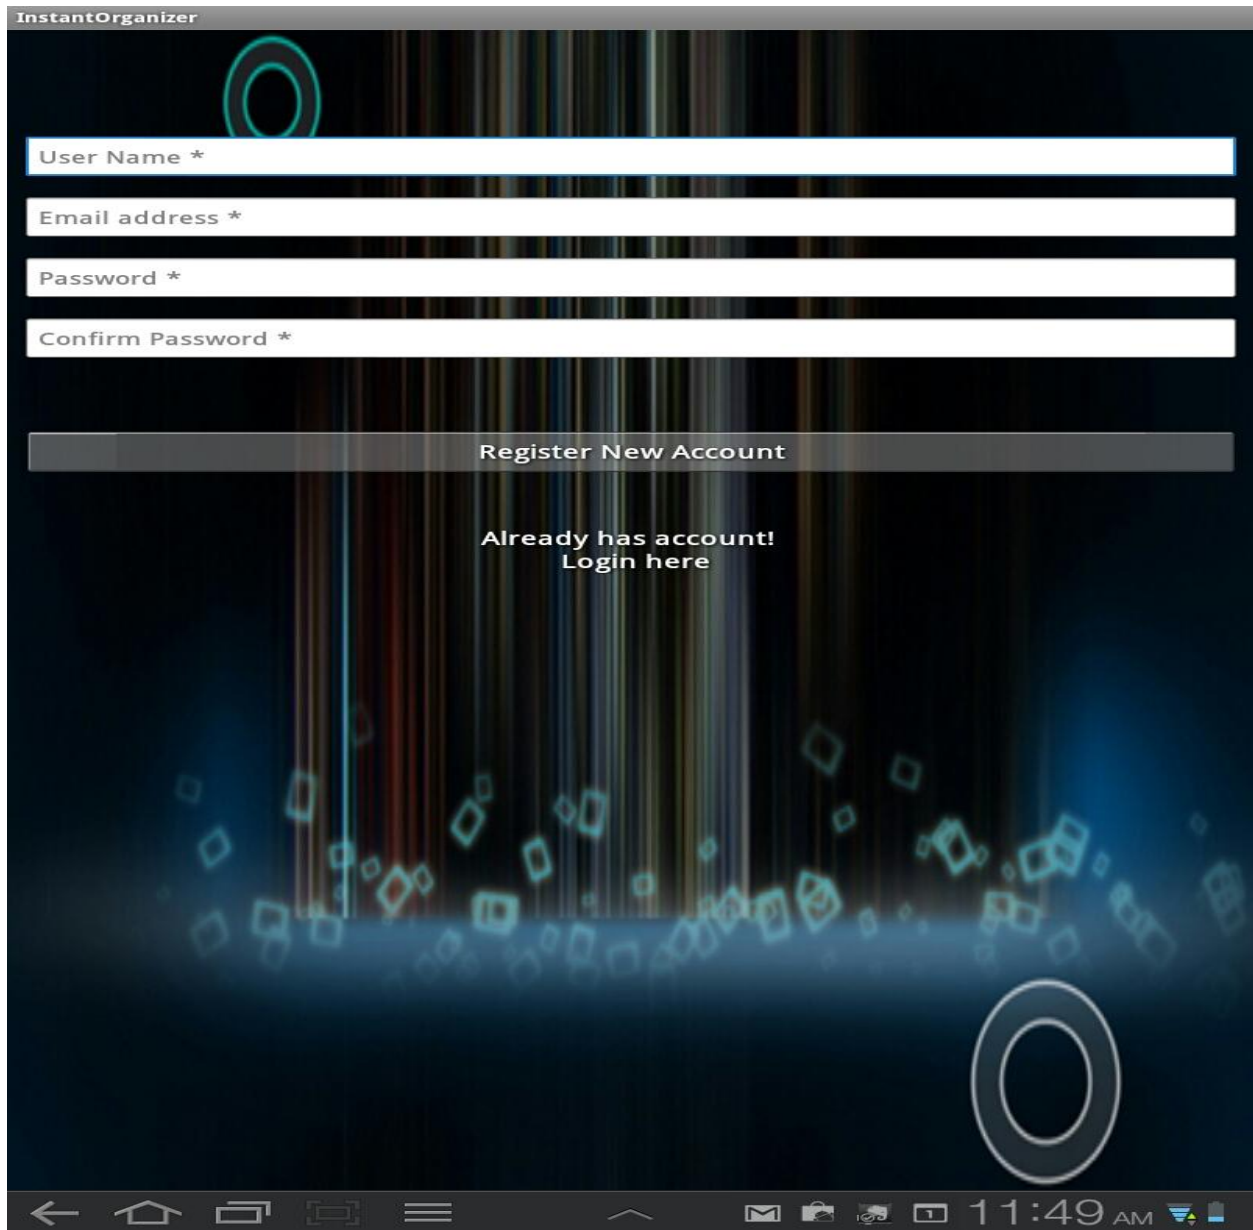 InstantOrganizer
User Name *
Email address *
Password *
Confirm Password *
Register New Account
Already has account!
Login here
1
11:49 AM